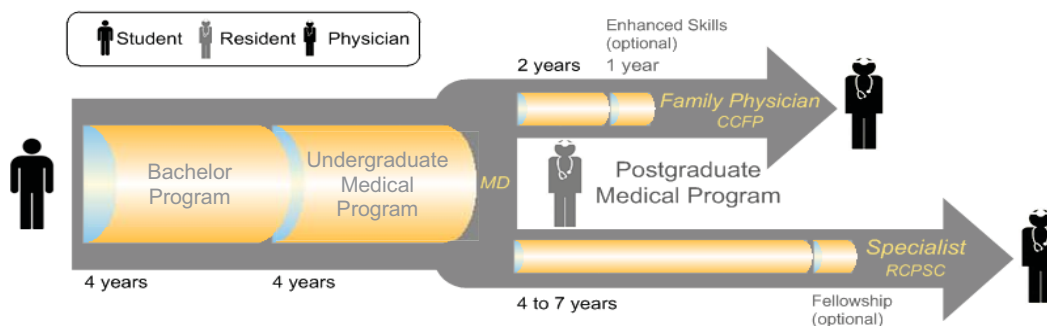 Student Resident Physician
Enhanced Skills
(optional)
2 years 1 year
Family Physician
CCFP
Bachelor
Program
Undergraduate
Medical
Program
MD
Postgraduate
Medical Program
Specialist
RCPSC
4 years 4 years
4 to 7 years
Fellowship
(optional)